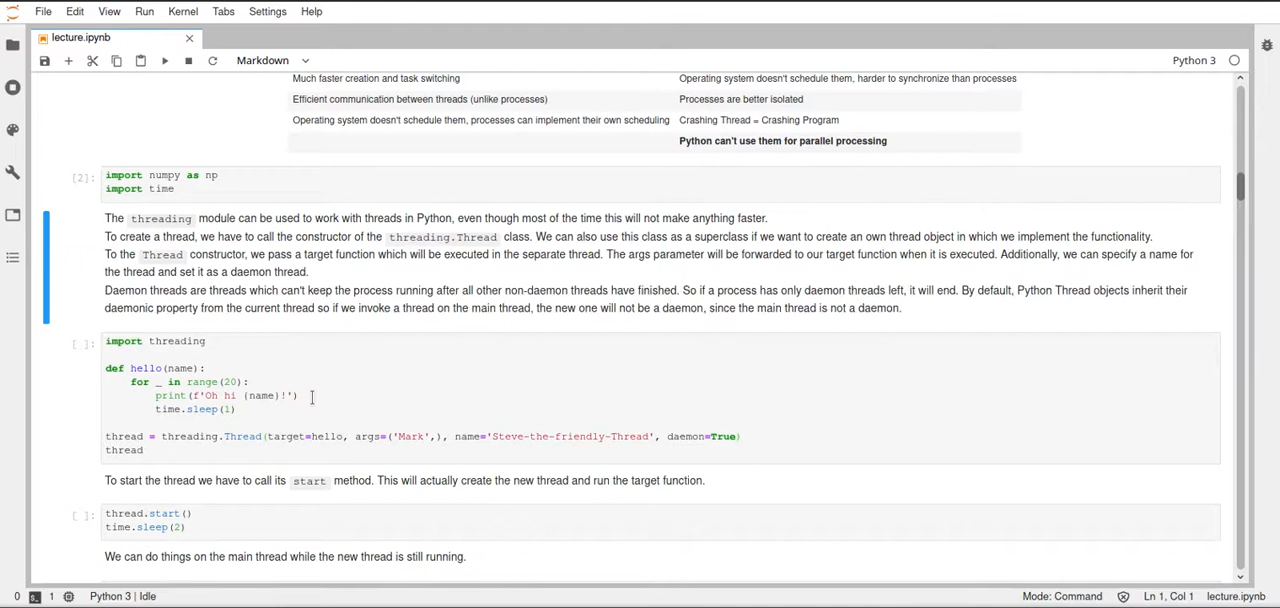 File Edit View Run Kernel Tabs Settings Help
lecture.ipynb
Markdown
Python 3
Much faster creation and task switching Operating system doesn't schedule them, harder to synchronize than processes
Efficient communication between threads (unlike processes) Processes are better isolated
Operating system doesn't schedule them, processes can implement their own scheduling Crashing Thread = Crashing Program
Python can't use them for parallel processing
[2]: import numpy as np
import time
The threading module can be used to work with threads in Python, even though most of the time this will not make anything faster.
To create a thread, we have to call the constructor of the threading.Thread class. We can also use this class as a superclass if we want to create an own thread object in which we implement the functionality.
To the Thread constructor, we pass a target function which will be executed in the separate thread. The args parameter will be forwarded to our target function when it is executed. Additionally, we can specify a name for
the thread and set it as a daemon thread.
Daemon threads are threads which can't keep the process running after all other non-daemon threads have finished. So if a process has only daemon threads left, it will end. By default, Python Thread objects inherit their
daemonic property from the current thread so if we invoke a thread on the main thread, the new one will not be a daemon, since the main thread is not a daemon.
[ ]: import threading
def hello(name):
for _ in range(20):
print(f'Oh hi {name}!')
time.sleep(1)
thread = threading.Thread(target=hello, args=('Mark',), name='Steve-the-friendly-Thread', daemon=True)
thread
To start the thread we have to call its start method. This will actually create the new thread and run the target function.
[ ]: thread.start()
time.sleep(2)
We can do things on the main thread while the new thread is still running.
0 1 Python 3 | Idle Mode: Command Ln 1, Col 1 lecture.ipynb